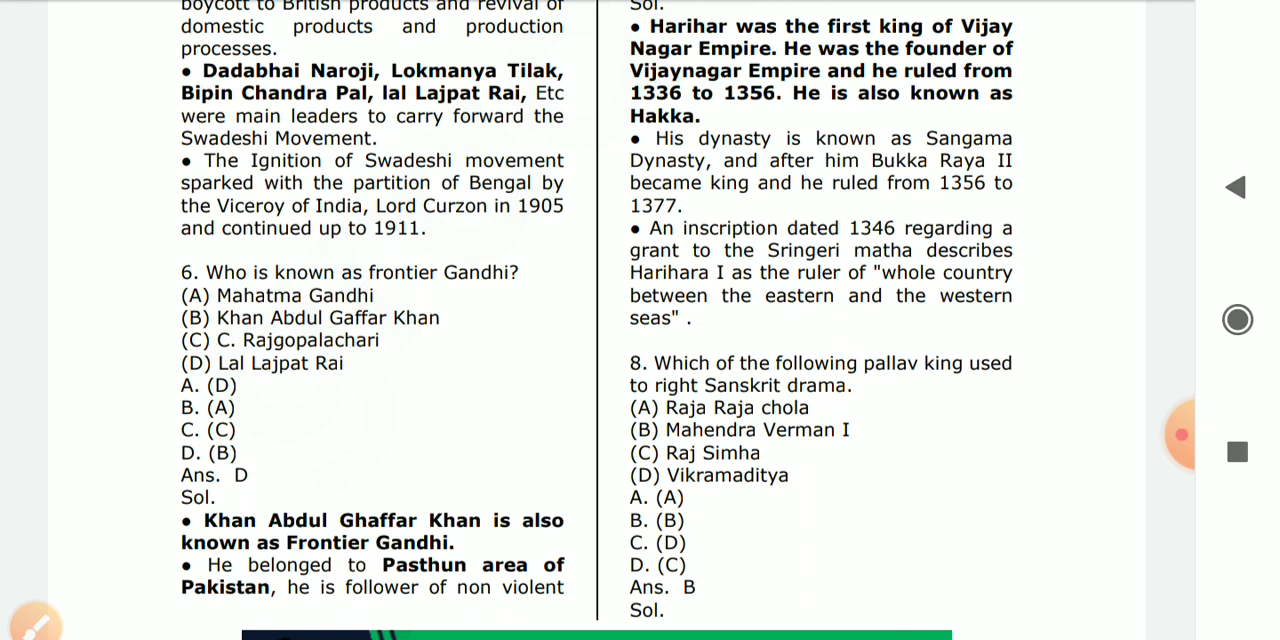 boycott to British products and revival of
domestic products and production
processes.
• Dadabhai Naroji, Lokmanya Tilak,
Bipin Chandra Pal, lal Lajpat Rai, Etc
were main leaders to carry forward the
Swadeshi Movement.
• The Ignition of Swadeshi movement
sparked with the partition of Bengal by
the Viceroy of India, Lord Curzon in 1905
and continued up to 1911.
6. Who is known as frontier Gandhi?
(A) Mahatma Gandhi
(B) Khan Abdul Gaffar Khan
(C) C. Rajgopalachari
(D) Lal Lajpat Rai
A. (D)
B. (A)
C. (C)
D. (B)
Ans. D
Sol.
• Khan Abdul Ghaffar Khan is also
known as Frontier Gandhi.
• He belonged to Pasthun area of
Pakistan, he is follower of non violent
Sol.
• Harihar was the first king of Vijay
Nagar Empire. He was the founder of
Vijaynagar Empire and he ruled from
1336 to 1356. He is also known as
Hakka.
• His dynasty is known as Sangama
Dynasty, and after him Bukka Raya II
became king and he ruled from 1356 to
1377.
• An inscription dated 1346 regarding a
grant to the Sringeri matha describes
Harihara I as the ruler of "whole country
between the eastern and the western
seas" .
8. Which of the following pallav king used
to right Sanskrit drama.
(A) Raja Raja chola
(B) Mahendra Verman I
(C) Raj Simha
(D) Vikramaditya
A. (A)
B. (B)
C. (D)
D. (C)
Ans. B
Sol.